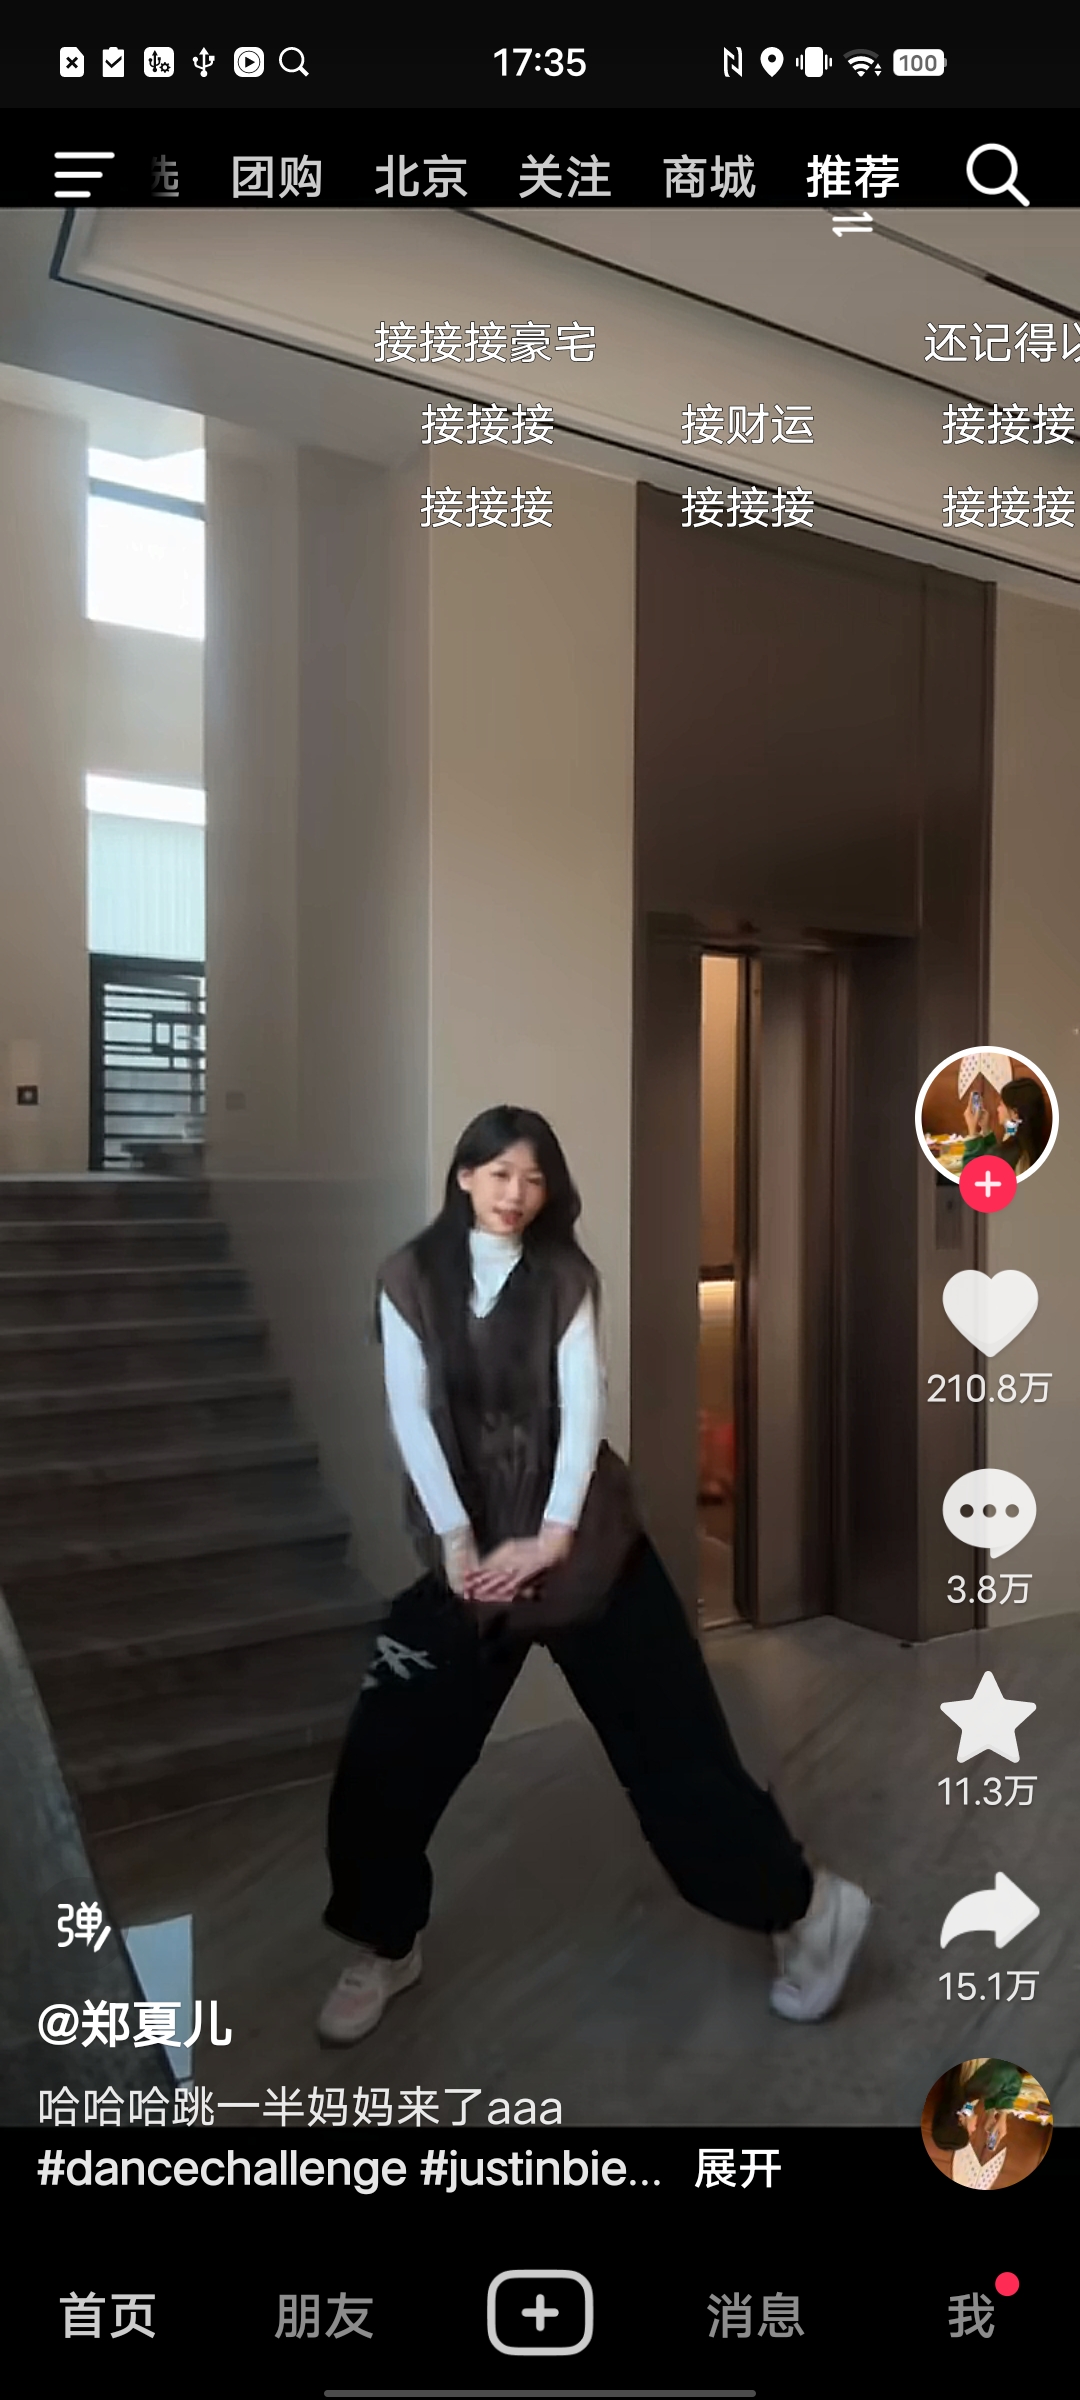 17:35
100
选 团购 北京 关注 商城 推荐
接接接豪宅 还记得以
接接接 接财运 接接接
接接接 接接接 接接接
210.8万
3.8万
11.3万
15.1万
弹
@郑夏儿
哈哈哈跳一半妈妈来了aaa
#dancechallenge #justinbie... 展开
首页 朋友 消息 我